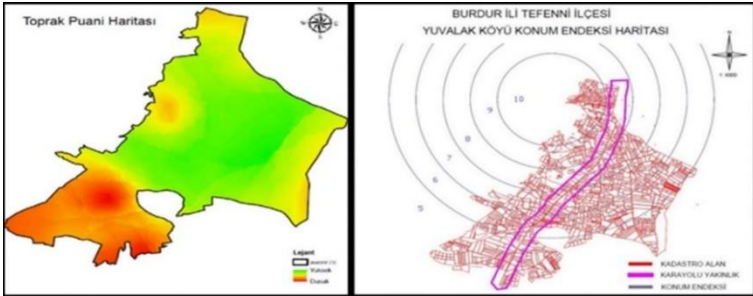 Toprak Puani Haritası
N
Lejant
Yuksek
Dusuk
BURDUR İLİ TEFENNİ İLÇESİ
YUVALAK KÖYÜ KONUM ENDEKSİ HARİTASI
N
10
9
8
7
6
5
KADASTRO ALAN
KARAYOLU YAKINLIK
KONUM ENDEKSİ